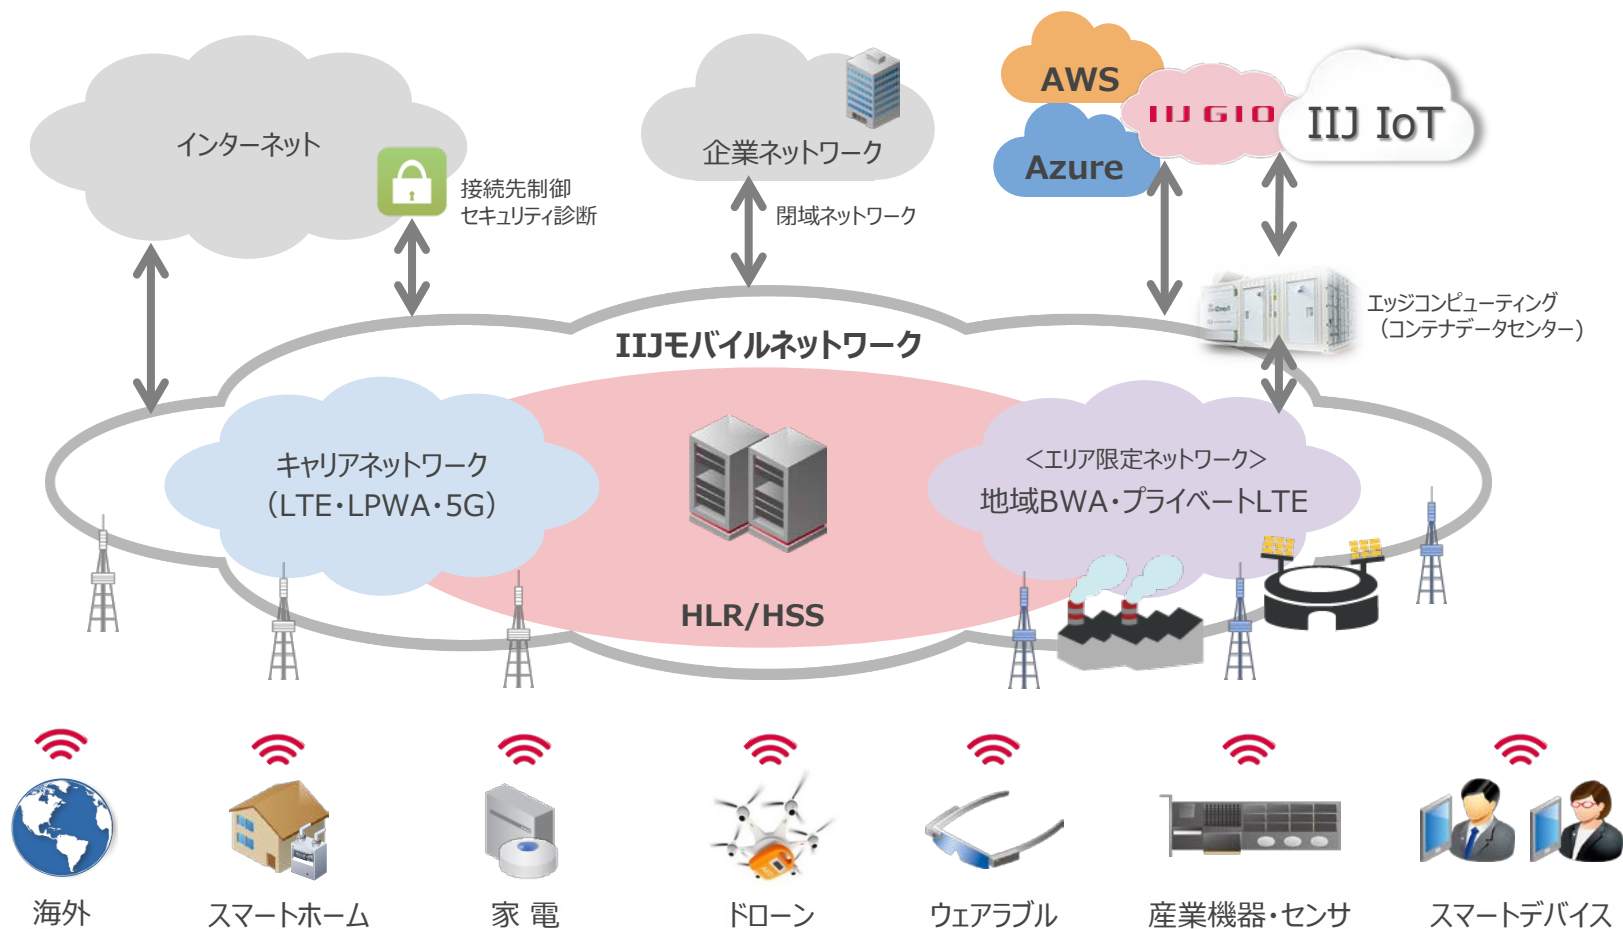 インターネット
接続先制御
セキュリティ診断
企業ネットワーク
閉域ネットワーク
AWS
Azure
IIJ GIO
IIJ IoT
エッジコンピューティング
（コンテナデータセンター）
IIJモバイルネットワーク
キャリアネットワーク
（LTE・LPWA・5G）
HLR/HSS
＜エリア限定ネットワーク＞
地域BWA・プライベートLTE
海外
スマートホーム
家 電
ドローン
ウェアラブル
産業機器・センサ
スマートデバイス